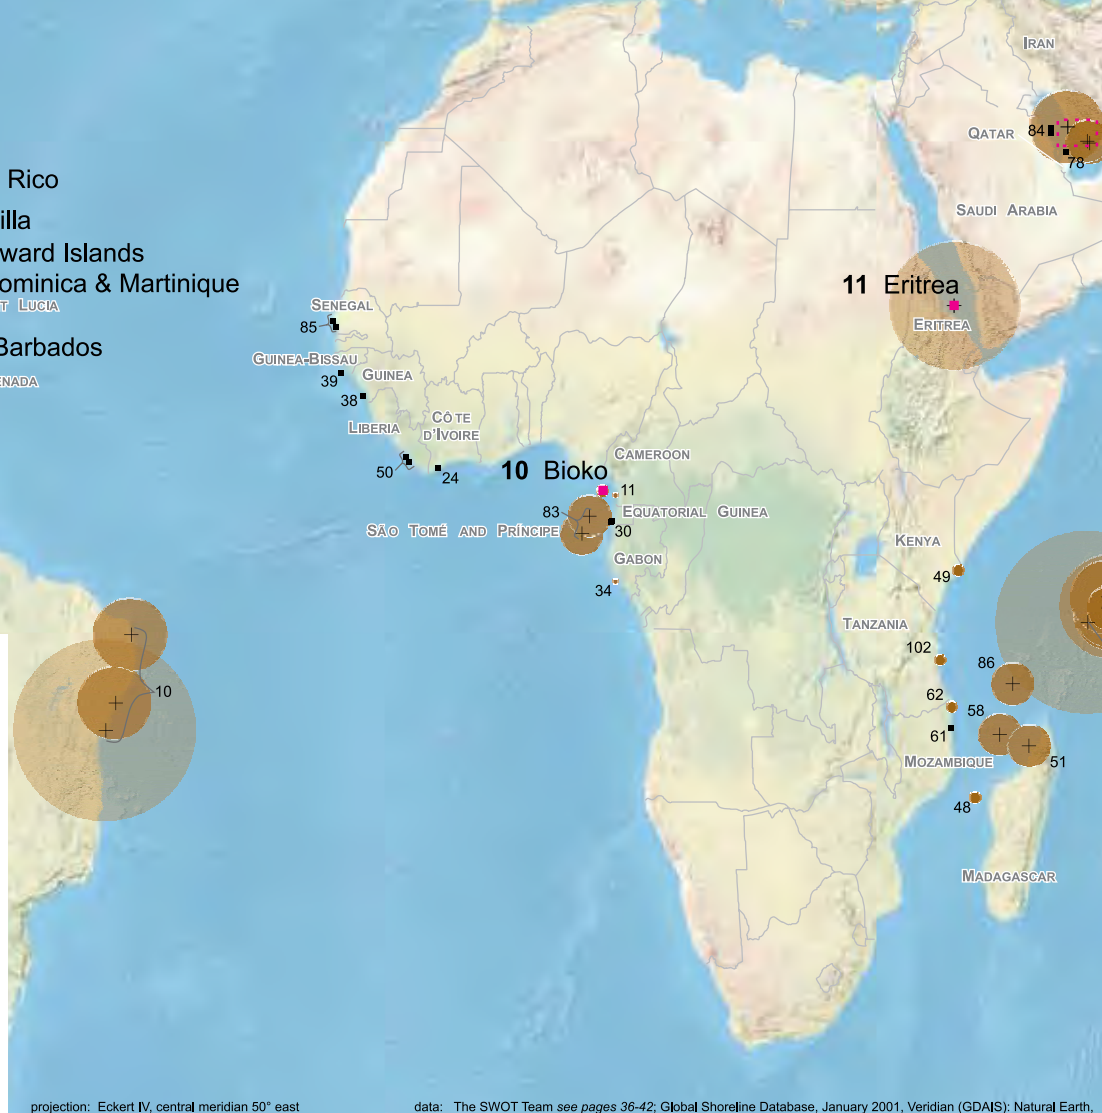 IRAN
84
QATAR
78
Rico
SAUDI ARABIA
illa
ward Islands
ominica & Martinique
T LUCIA
11 Eritrea
SENEGAL
ERITREA
85
Barbados
GUINEA-BISSAU
ENADA
39
GUINEA
38
CÔTE
D'IVOIRE
LIBERIA
CAMEROON
50
24
10 Bioko
11
83
EQUATORIAL GUINEA
SÃO TOMÉ AND PRÍNCIPE
30
KENYA
GABON
49
34
TANZANIA
102
86
10
62
58
61
MOZAMBIQUE
51
48
MADAGASCAR
projection: Eckert IV, central meridian 50° east
data: The SWOT Team see pages 36-42; Global Shoreline Database, January 2001, Veridian (GDAIS): Natural Earth,